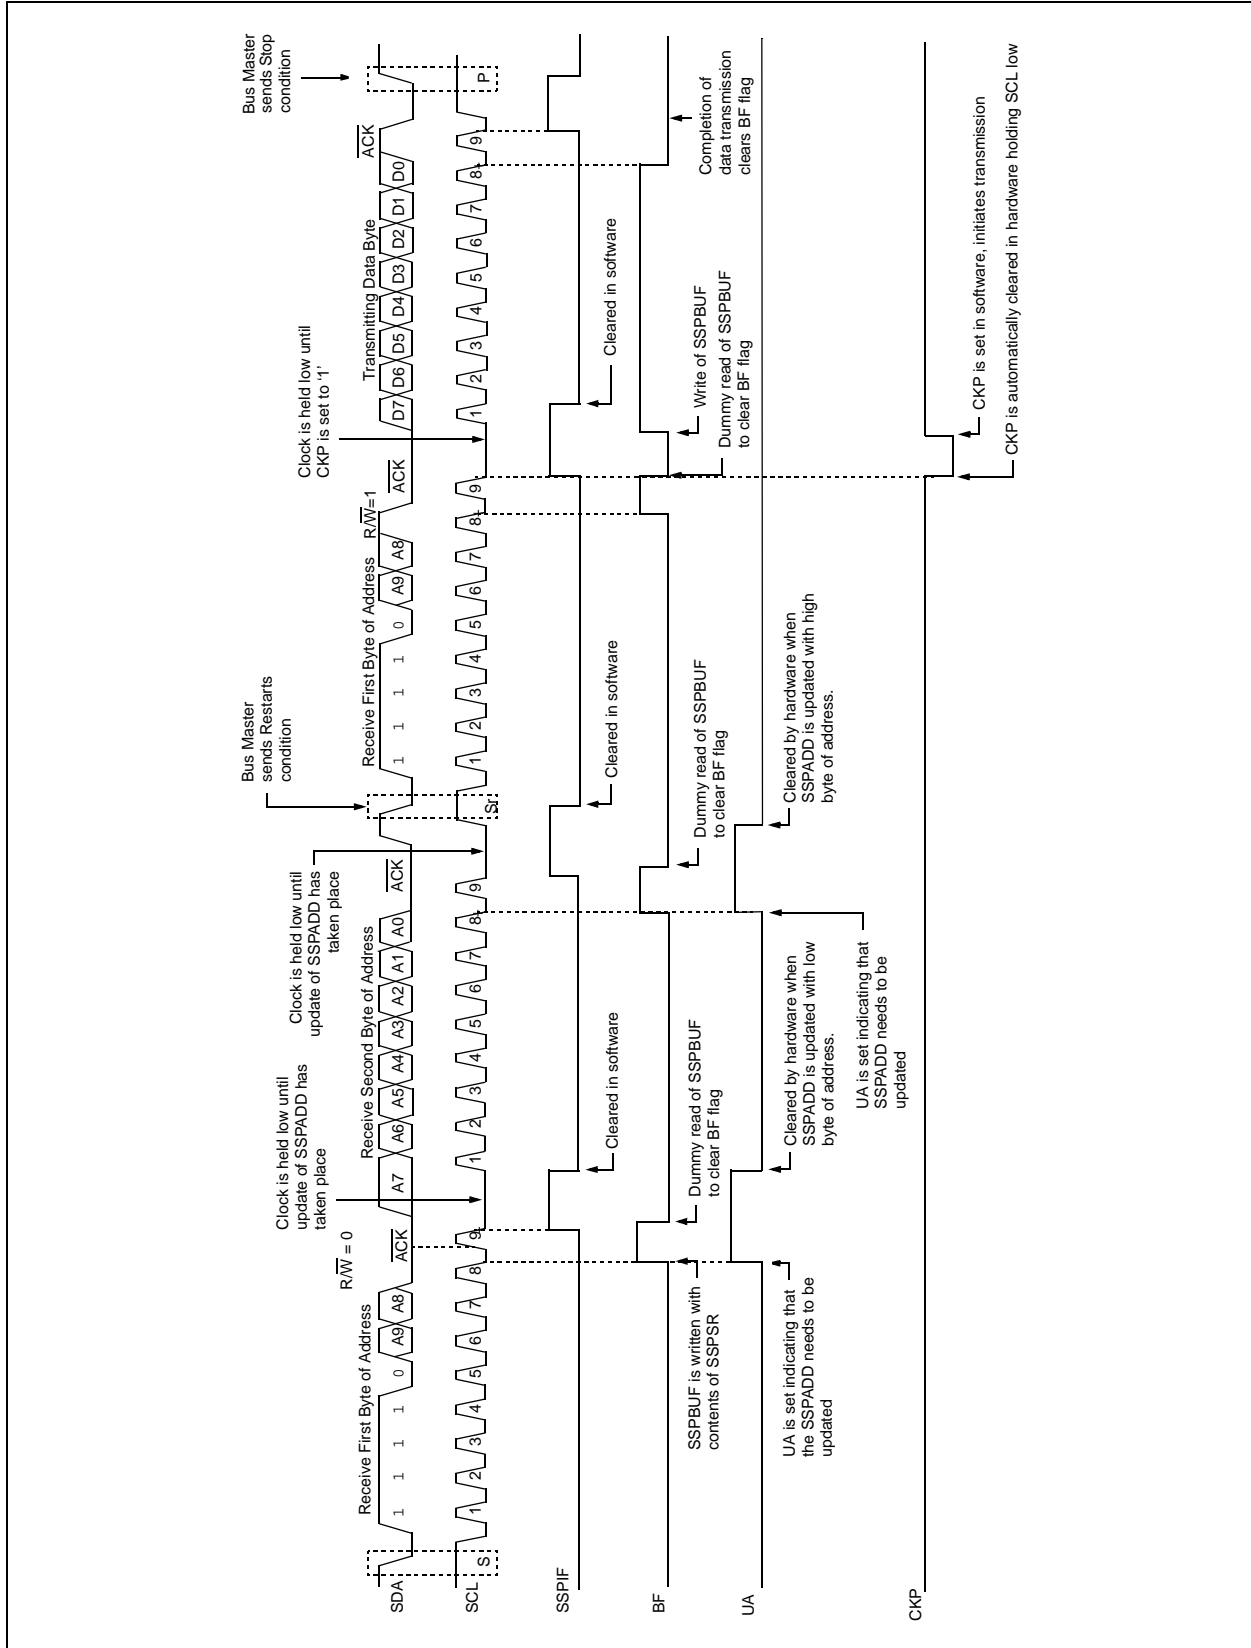 Bus Master
sends Stop
condition
Bus Master
sends Restarts
condition
Clock is held low until
update of SSPADD has
taken place
Clock is held low until
update of SSPADD has
taken place
Clock is held low until
CKP is set to '1'
R/W = 0
R/W=1
Receive First Byte of Address
ACK
Receive Second Byte of Address
ACK
Receive First Byte of Address
ACK
Transmitting Data Byte
ACK
SDA
1 1 1 1 0 A9 A8
A7 A6 A5 A4 A3 A2 A1 A0
1 1 1 1 0 A9 A8
D7 D6 D5 D4 D3 D2 D1 D0
SCL
S
1 2 3 4 5 6 7 8 9
1 2 3 4 5 6 7 8 9
Sr
1 2 3 4 5 6 7 8 9
1 2 3 4 5 6 7 8 9
P
SSPIF
Cleared in software
Cleared in software
Cleared in software
BF
SSPBUF is written with
contents of SSPSR
Dummy read of SSPBUF
to clear BF flag
Dummy read of SSPBUF
to clear BF flag
Write of SSPBUF
Dummy read of SSPBUF
to clear BF flag
Completion of
data transmission
clears BF flag
UA
UA is set indicating that
the SSPADD needs to be
updated
Cleared by hardware when
SSPADD is updated with low
byte of address.
UA is set indicating that
SSPADD needs to be
updated
Cleared by hardware when
SSPADD is updated with high
byte of address.
CKP
CKP is set in software, initiates transmission
CKP is automatically cleared in hardware holding SCL low